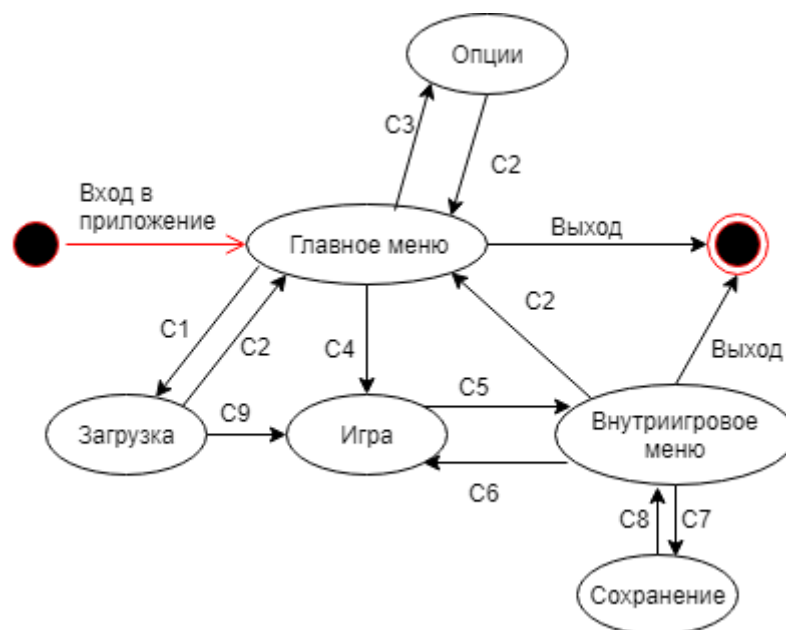 Опции
C3
C2
Вход в
приложение
Главное меню
Выход
C1
C2
C4
C2
Выход
C5
Загрузка
C9
Игра
Внутриигровое
меню
C6
C8
C7
Сохранение